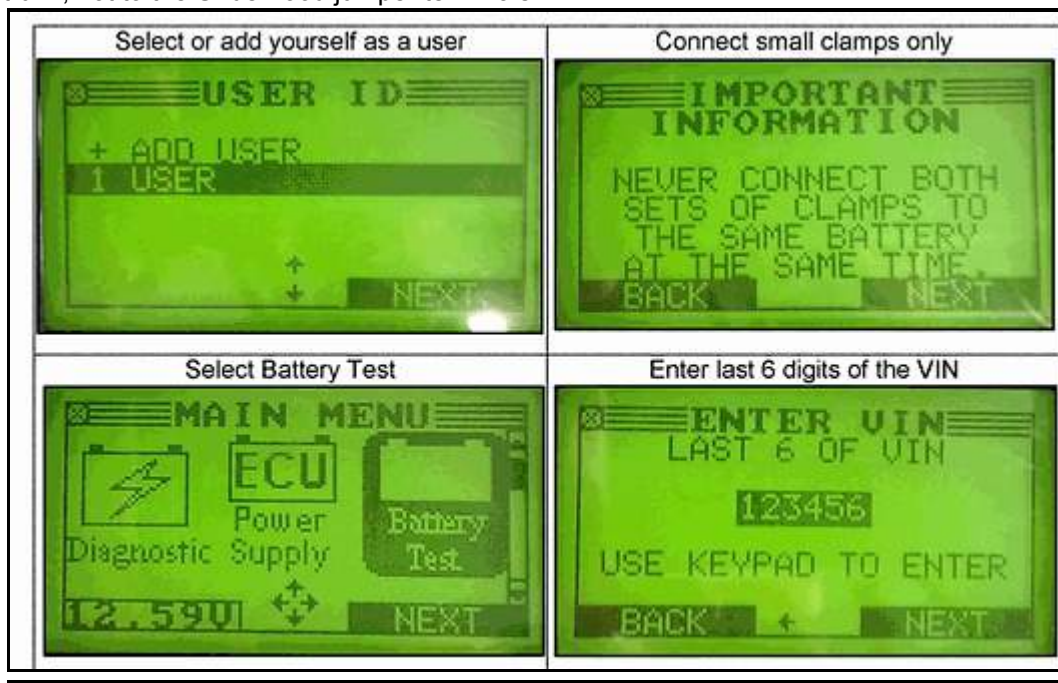 Select or add yourself as a user
USER ID
+ ADD USER
1 USER
NEXT
Connect small clamps only
IMPORTANT
INFORMATION
NEVER CONNECT BOTH
SETS OF CLAMPS TO
THE SAME BATTERY
AT THE SAME TIME.
BACK NEXT
Select Battery Test
MAIN MENU
ECU
Diagnostic
Power
Supply
Battery
Test
12.59V NEXT
Enter last 6 digits of the VIN
ENTER VIN
LAST 6 OF VIN
123456
USE KEYPAD TO ENTER
BACK NEXT